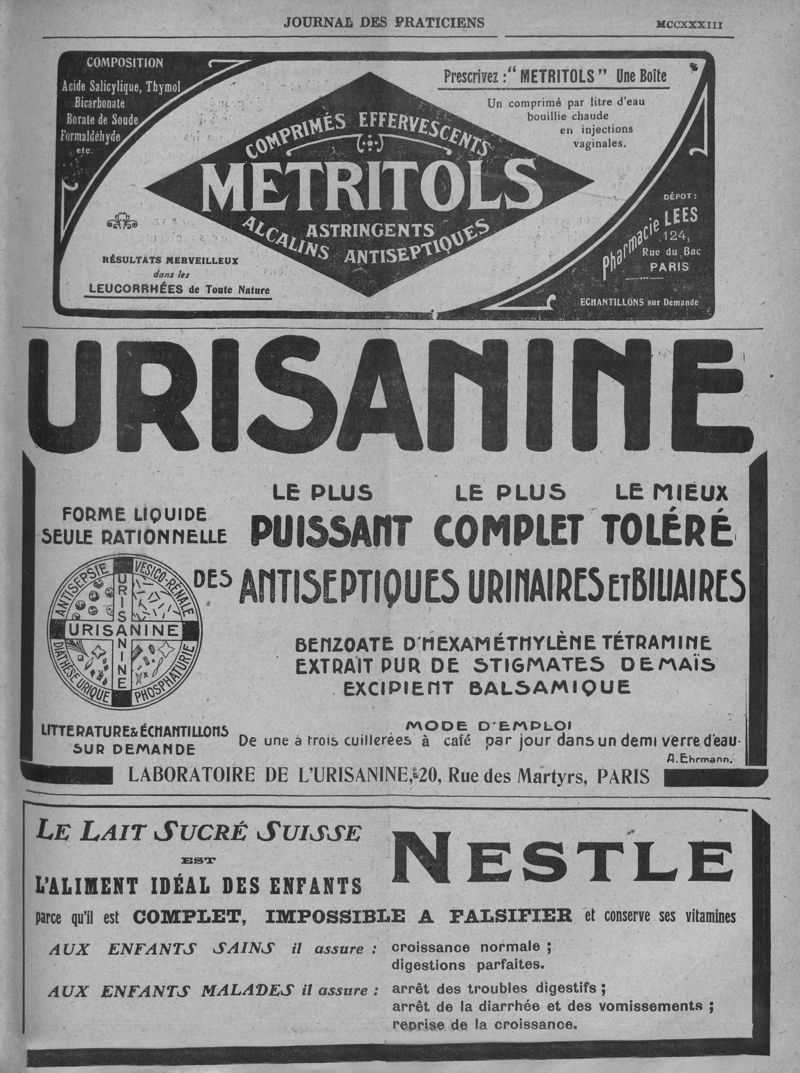 JOURNAL DES PRATICIENS
MCCXXXIII
COMPOSITION
Acide Salicylique, Thymol
Bicarbonate
Borate de Soude
Formaldéhyde
etc.
Prescrivez : “METRITOLS” Une Boîte
Un comprimé par litre d'eau
bouillie chaude
en injections
vaginales.
COMPRIMÉS EFFERVESCENTS
METRITOLS
ASTRINGENTS
ALCALINS ANTISEPTIQUES
RÉSULTATS MERVEILLEUX
dans les
LEUCORRHÉES de Toute Nature
DÉPOT :
Pharmacie LEES
124,
Rue du Bac
PARIS
ECHANTILLONS sur Demande
URISANINE
FORME LIQUIDE
SEULE RATIONNELLE
LE PLUS LE PLUS LE MIEUX
PUISSANT COMPLET TOLÉRÉ
DES ANTISEPTIQUES URINAIRES ET BILIAIRES
ANTISEPSIE VÉSICO-RÉNALE
URISANINE
URISANINE
DIATHÈSE URIQUE PHOSPHATURIE
BENZOATE D'HEXAMÉTHYLÈNE TÉTRAMINE
EXTRAIT PUR DE STIGMATES DE MAÏS
EXCIPIENT BALSAMIQUE
LITTERATURE & ÉCHANTILLONS
SUR DEMANDE
MODE D'EMPLOI
De une à trois cuillerées à café par jour dans un demi verre d'eau.
A. Ehrmann.
LABORATOIRE DE L'URISANINE, 20, Rue des Martyrs, PARIS
LE LAIT SUCRÉ SUISSE
EST
L'ALIMENT IDÉAL DES ENFANTS
NESTLE
parce qu'il est COMPLET, IMPOSSIBLE A FALSIFIER et conserve ses vitamines
AUX ENFANTS SAINS il assure : croissance normale ;
digestions parfaites.
AUX ENFANTS MALADES il assure : arrêt des troubles digestifs ;
arrêt de la diarrhée et des vomissements ;
reprise de la croissance.